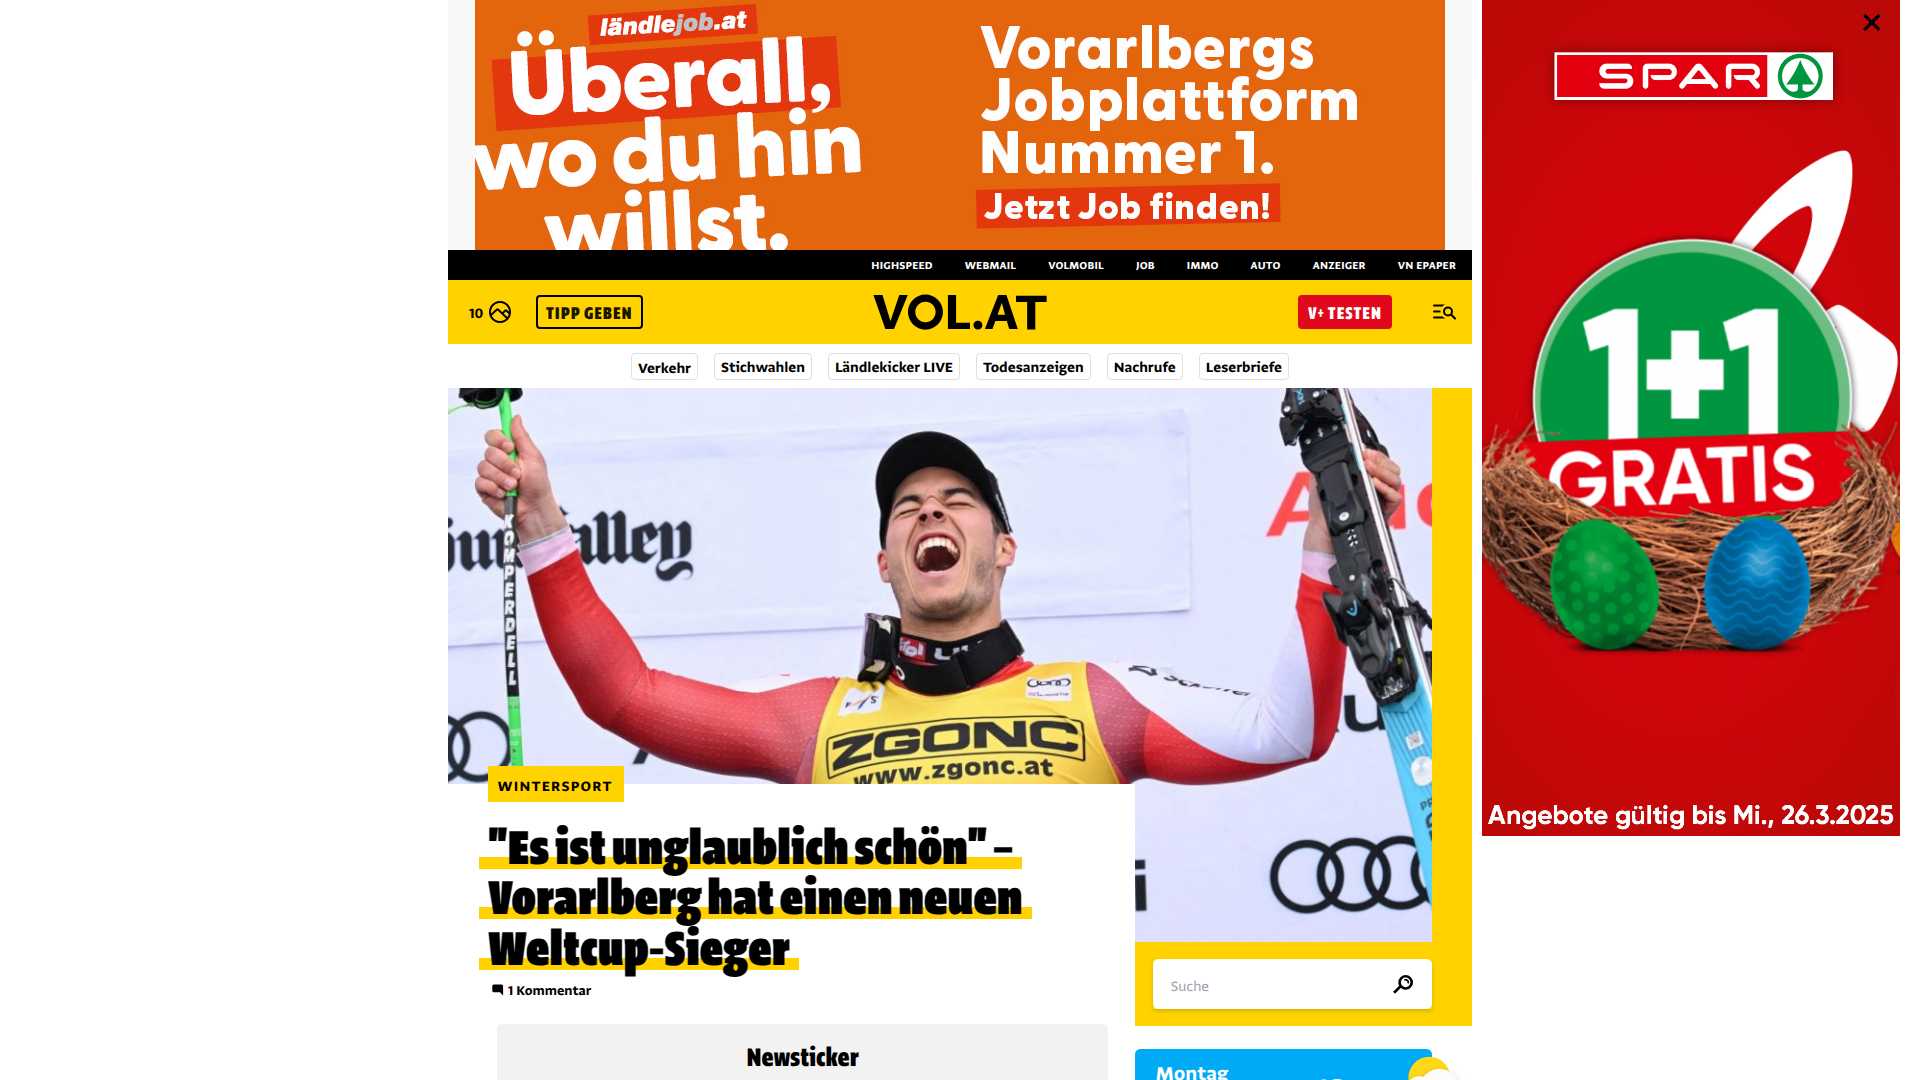 ländlejob.at
Überall,
wo du hin
willst.
Vorarlbergs
Jobplattform
Nummer 1.
Jetzt Job finden!
SPAR
1+1
GRATIS
Angebote gültig bis Mi., 26.3.2025
HIGHSPEED WEBMAIL VOLMOBIL JOB IMMO AUTO ANZEIGER VN EPAPER
10 TIPP GEBEN VOL.AT V+ TESTEN
Verkehr Stichwahlen Ländlekicker LIVE Todesanzeigen Nachrufe Leserbriefe
KOMPERDELL
ZGONC
www.zgonc.at
WINTERSPORT
"Es ist unglaublich schön" –
Vorarlberg hat einen neuen
Weltcup-Sieger
1 Kommentar
Suche
Newsticker
Montag